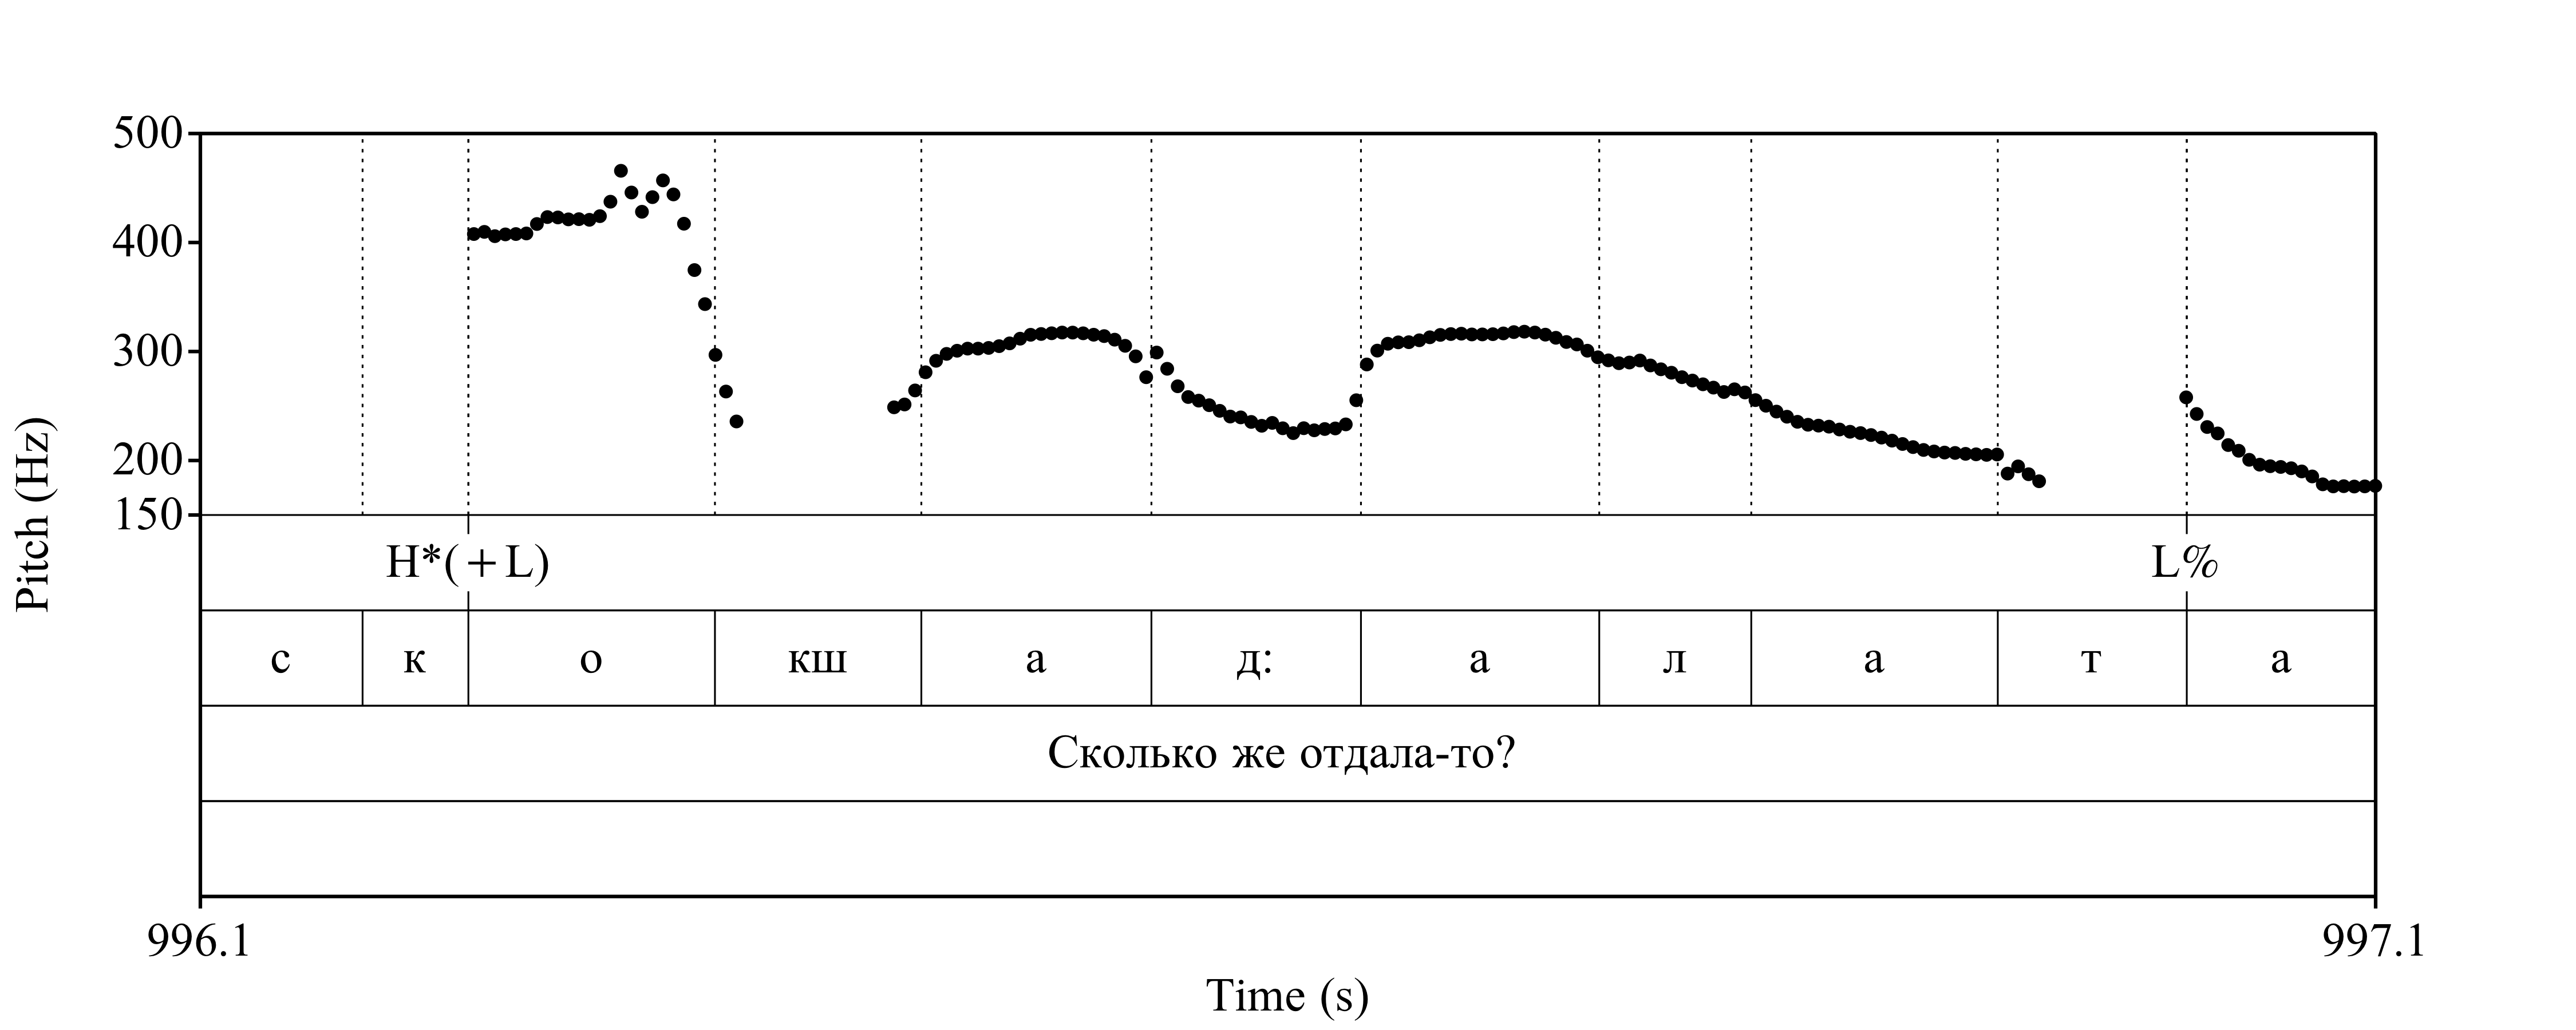 500
400
300
200
150
Pitch (Hz)
H*(+L) L%
с к о кш а д: а л а т а
Сколько же отдала-то?
996.1 997.1
Time (s)